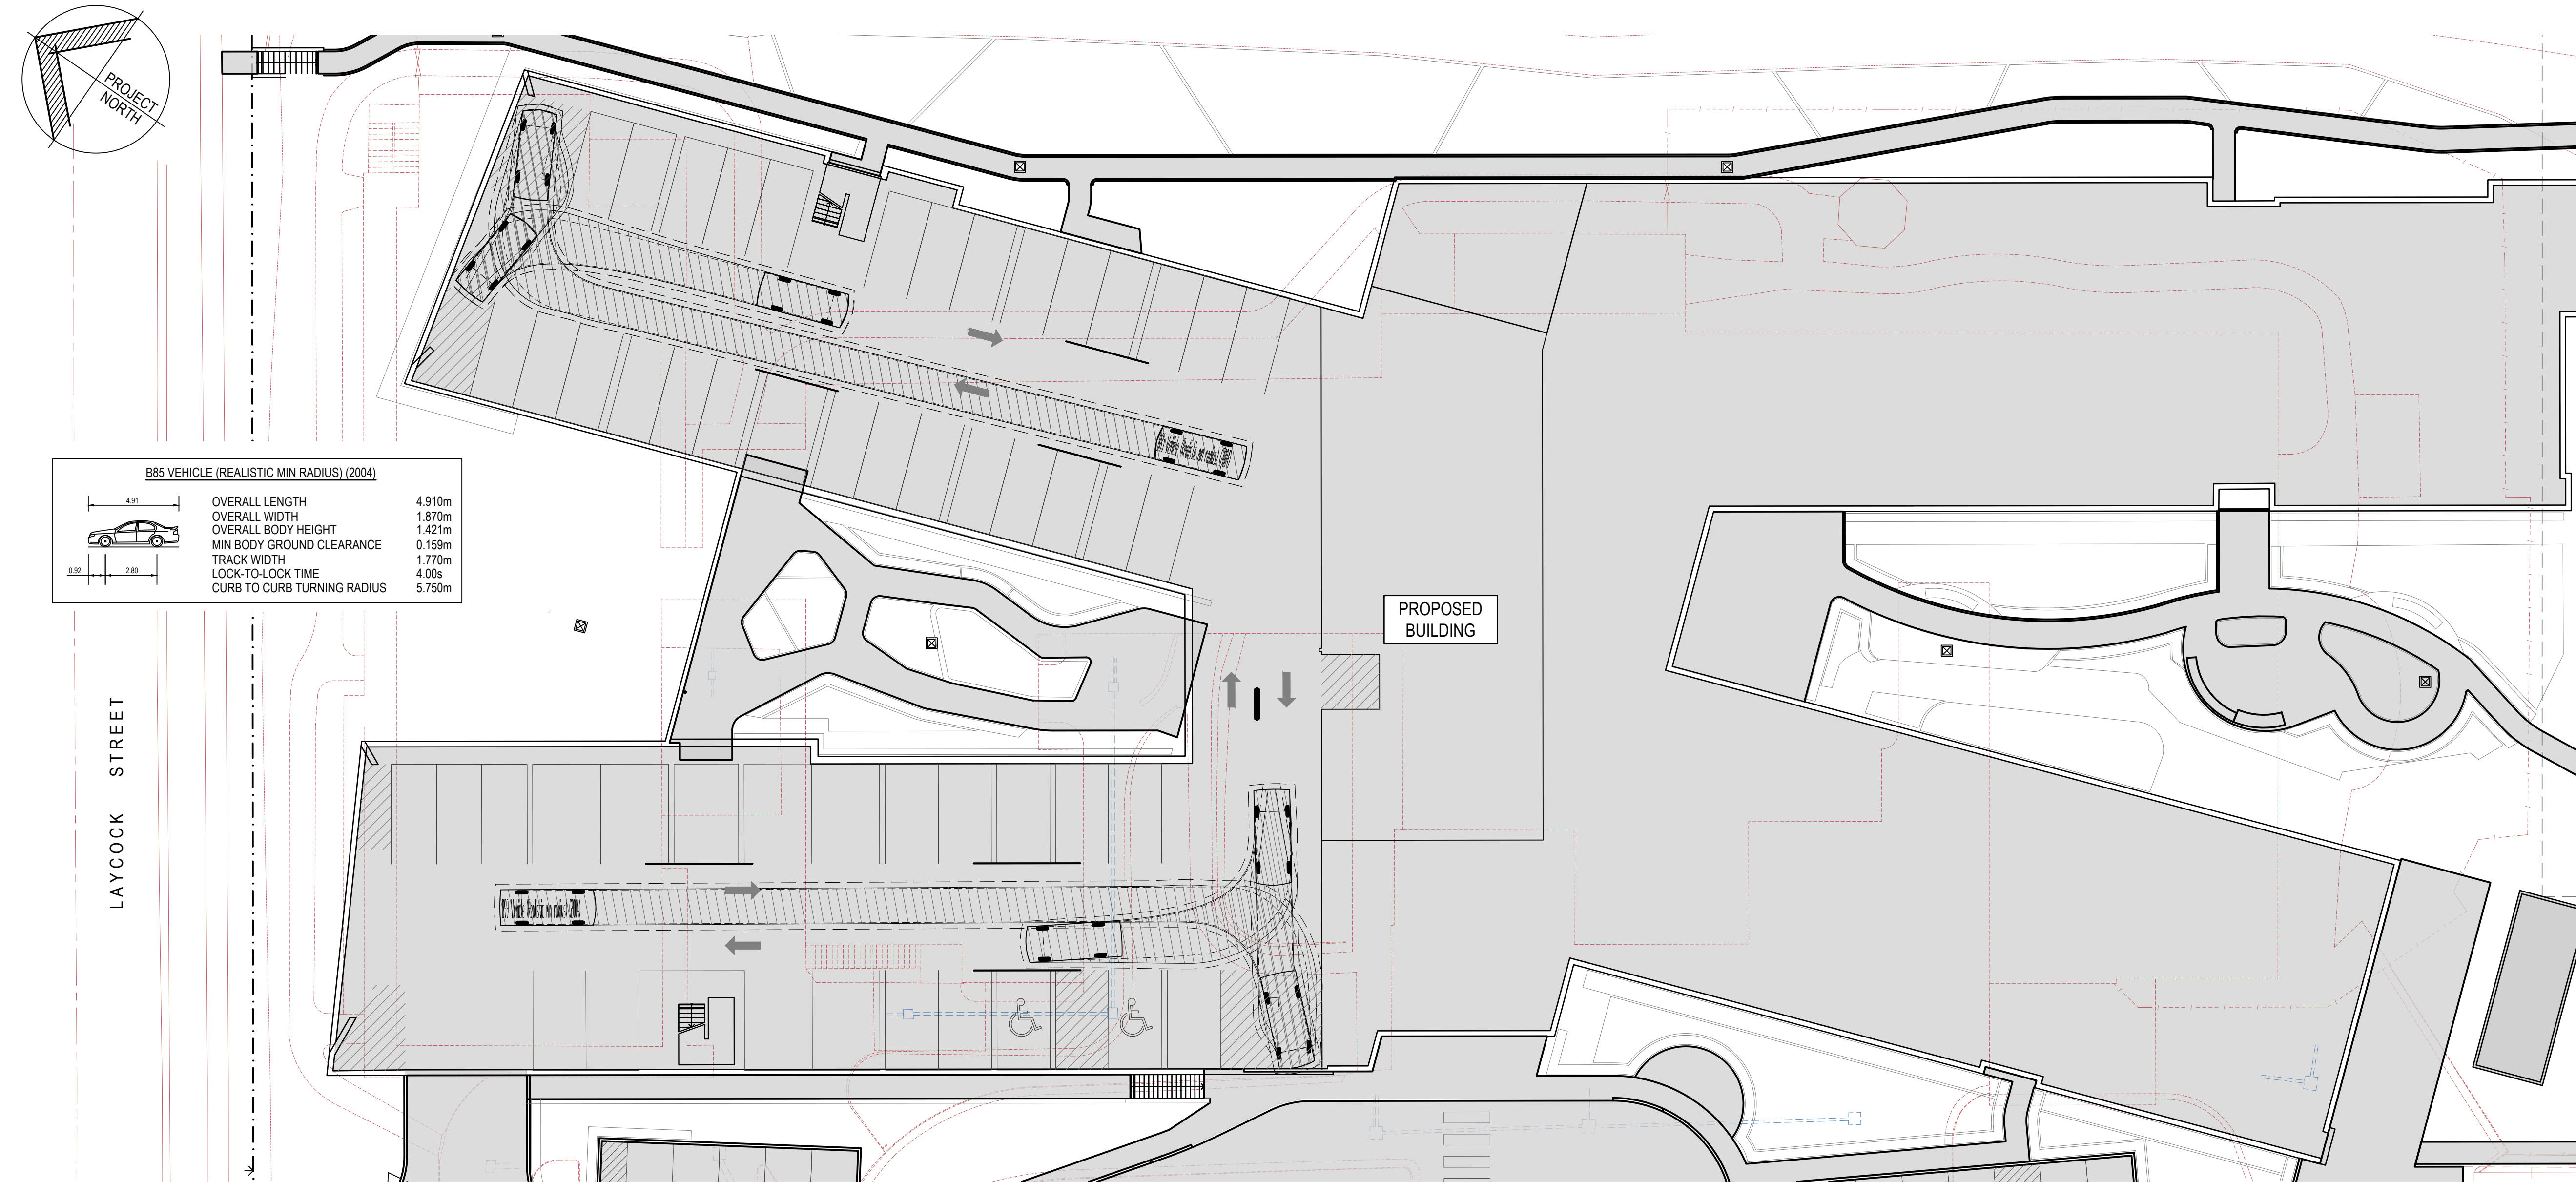 PROJECT
NORTH
B85 VEHICLE (REALISTIC MIN RADIUS) (2004)
4.91
0.92
2.80
OVERALL LENGTH 4.910m
OVERALL WIDTH 1.870m
OVERALL BODY HEIGHT 1.421m
MIN BODY GROUND CLEARANCE 0.159m
TRACK WIDTH 1.770m
LOCK-TO-LOCK TIME 4.00s
CURB TO CURB TURNING RADIUS 5.750m
PROPOSED
BUILDING
LAYCOCK STREET